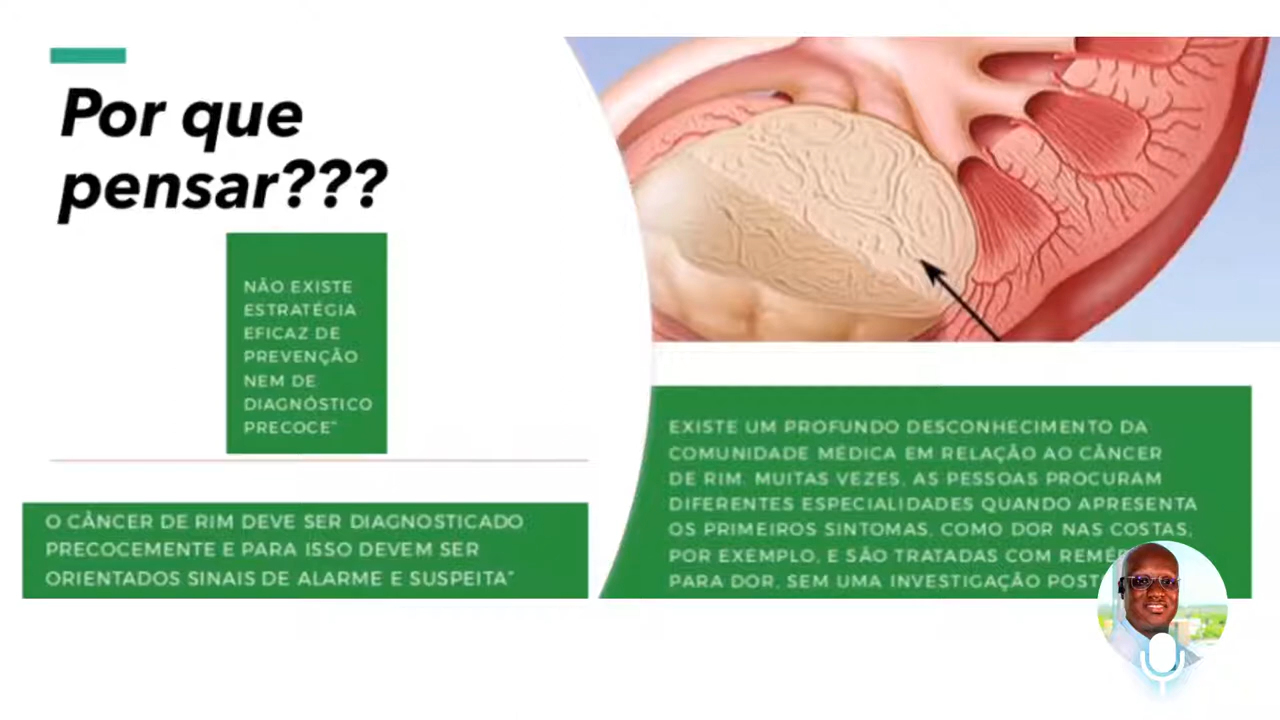 Por que
pensar???
NÃO EXISTE
ESTRATÉGIA
EFICAZ DE
PREVENÇÃO
NEM DE
DIAGNÓSTICO
PRECOCE"
O CÂNCER DE RIM DEVE SER DIAGNOSTICADO
PRECOCEMENTE E PARA ISSO DEVEM SER
ORIENTADOS SINAIS DE ALARME E SUSPEITA"
EXISTE UM PROFUNDO DESCONHECIMENTO DA
COMUNIDADE MÉDICA EM RELAÇÃO AO CÂNCER
DE RIM. MUITAS VEZES, AS PESSOAS PROCURAM
DIFERENTES ESPECIALIDADES QUANDO APRESENTA
OS PRIMEIROS SINTOMAS, COMO DOR NAS COSTAS,
POR EXEMPLO, E SÃO TRATADAS COM
PARA DOR, SEM UMA INVESTIGAÇÃO